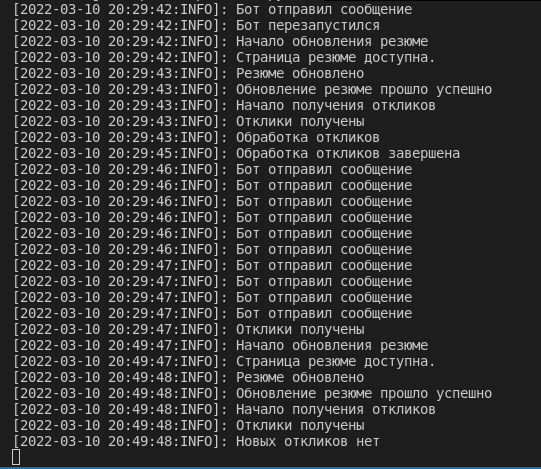 [2022-03-10 20:29:42:INFO]: Бот отправил сообщение
[2022-03-10 20:29:42:INFO]: Бот перезапустился
[2022-03-10 20:29:42:INFO]: Начало обновления резюме
[2022-03-10 20:29:42:INFO]: Страница резюме доступна.
[2022-03-10 20:29:43:INFO]: Резюме обновлено
[2022-03-10 20:29:43:INFO]: Обновление резюме прошло успешно
[2022-03-10 20:29:43:INFO]: Начало получения откликов
[2022-03-10 20:29:43:INFO]: Отклики получены
[2022-03-10 20:29:43:INFO]: Обработка откликов
[2022-03-10 20:29:45:INFO]: Обработка откликов завершена
[2022-03-10 20:29:46:INFO]: Бот отправил сообщение
[2022-03-10 20:29:46:INFO]: Бот отправил сообщение
[2022-03-10 20:29:46:INFO]: Бот отправил сообщение
[2022-03-10 20:29:46:INFO]: Бот отправил сообщение
[2022-03-10 20:29:46:INFO]: Бот отправил сообщение
[2022-03-10 20:29:46:INFO]: Бот отправил сообщение
[2022-03-10 20:29:47:INFO]: Бот отправил сообщение
[2022-03-10 20:29:47:INFO]: Бот отправил сообщение
[2022-03-10 20:29:47:INFO]: Бот отправил сообщение
[2022-03-10 20:29:47:INFO]: Бот отправил сообщение
[2022-03-10 20:29:47:INFO]: Отклики получены
[2022-03-10 20:49:47:INFO]: Начало обновления резюме
[2022-03-10 20:49:47:INFO]: Страница резюме доступна.
[2022-03-10 20:49:48:INFO]: Резюме обновлено
[2022-03-10 20:49:48:INFO]: Обновление резюме прошло успешно
[2022-03-10 20:49:48:INFO]: Начало получения откликов
[2022-03-10 20:49:48:INFO]: Отклики получены
[2022-03-10 20:49:48:INFO]: Новых откликов нет